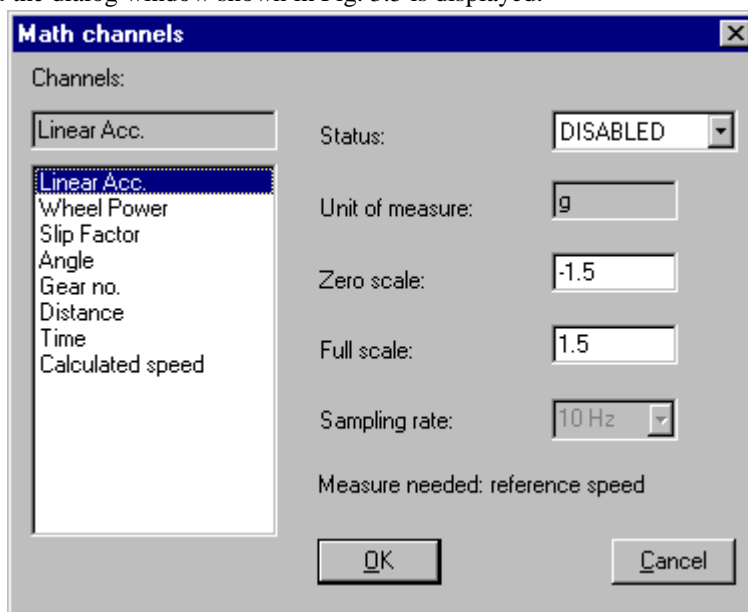 the dialog window shown in Fig. 3.3 is displayed.
Math channels
Channels:
Linear Acc.
Linear Acc.
Wheel Power
Slip Factor
Angle
Gear no.
Distance
Time
Calculated speed
Status:
DISABLED
Unit of measure:
g
Zero scale:
-1.5
Full scale:
1.5
Sampling rate:
10 Hz
Measure needed: reference speed
OK
Cancel